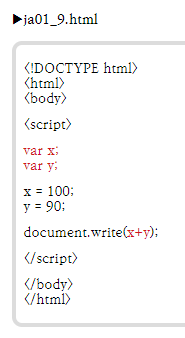 ▶ja01_9.html
<!DOCTYPE html>
<html>
<body>
<script>
var x;
var y;
x = 100;
y = 90;
document.write(x+y);
</script>
</body>
</html>